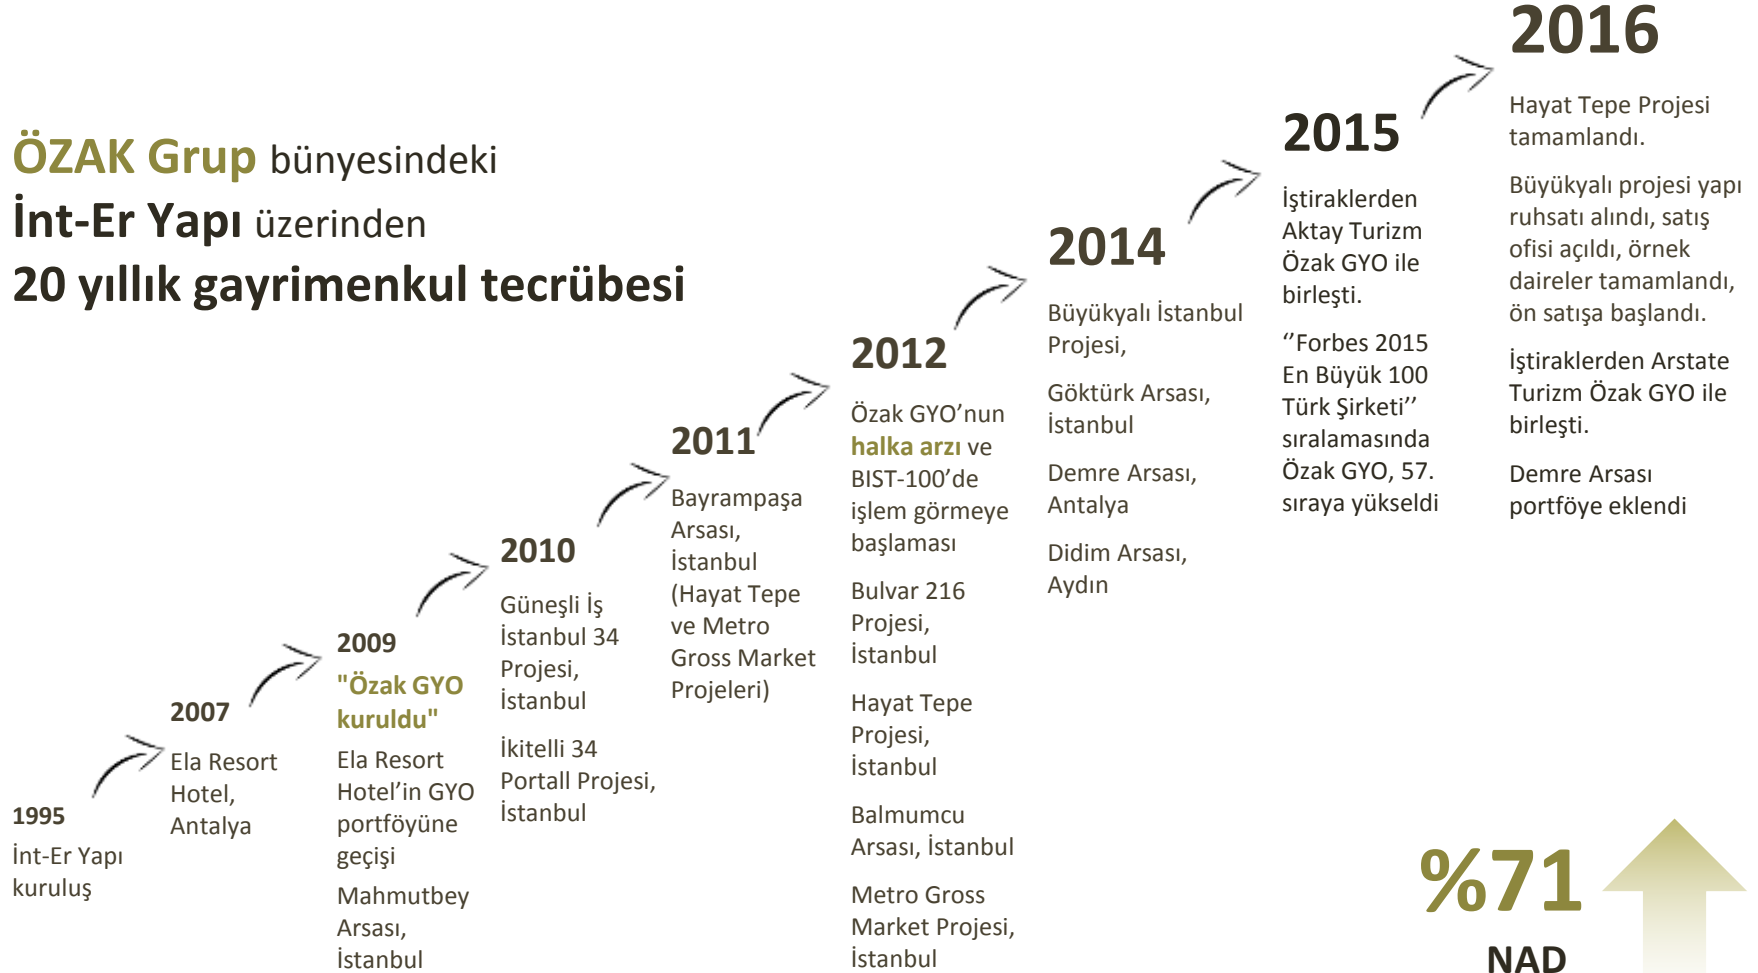 ÖZAK Grup bünyesindeki
İnt-Er Yapı üzerinden
20 yıllık gayrimenkul tecrübesi
1995
İnt-Er Yapı
kuruluş
2007
Ela Resort
Hotel,
Antalya
2009
"Özak GYO
kuruldu"
Ela Resort
Hotel’in GYO
portföyüne
geçişi
Mahmutbey
Arsası,
İstanbul
2010
Güneşli İş
İstanbul 34
Projesi,
İstanbul
İkitelli 34
Portall Projesi,
İstanbul
2011
Bayrampaşa
Arsası,
İstanbul
(Hayat Tepe
ve Metro
Gross Market
Projeleri)
2012
Özak GYO’nun
halka arzı ve
BIST-100’de
işlem görmeye
başlaması
Bulvar 216
Projesi,
İstanbul
Hayat Tepe
Projesi,
İstanbul
Balmumcu
Arsası, İstanbul
Metro Gross
Market Projesi,
İstanbul
2014
Büyükyalı İstanbul
Projesi,
Göktürk Arsası,
İstanbul
Demre Arsası,
Antalya
Didim Arsası,
Aydın
2015
İştiraklerden
Aktay Turizm
Özak GYO ile
birleşti.
‘’Forbes 2015
En Büyük 100
Türk Şirketi’’
sıralamasında
Özak GYO, 57.
sıraya yükseldi
2016
Hayat Tepe Projesi
tamamlandı.
Büyükyalı projesi yapı
ruhsatı alındı, satış
ofisi açıldı, örnek
daireler tamamlandı,
ön satışa başlandı.
İştiraklerden Arstate
Turizm Özak GYO ile
birleşti.
Demre Arsası
portföye eklendi
%71
NAD